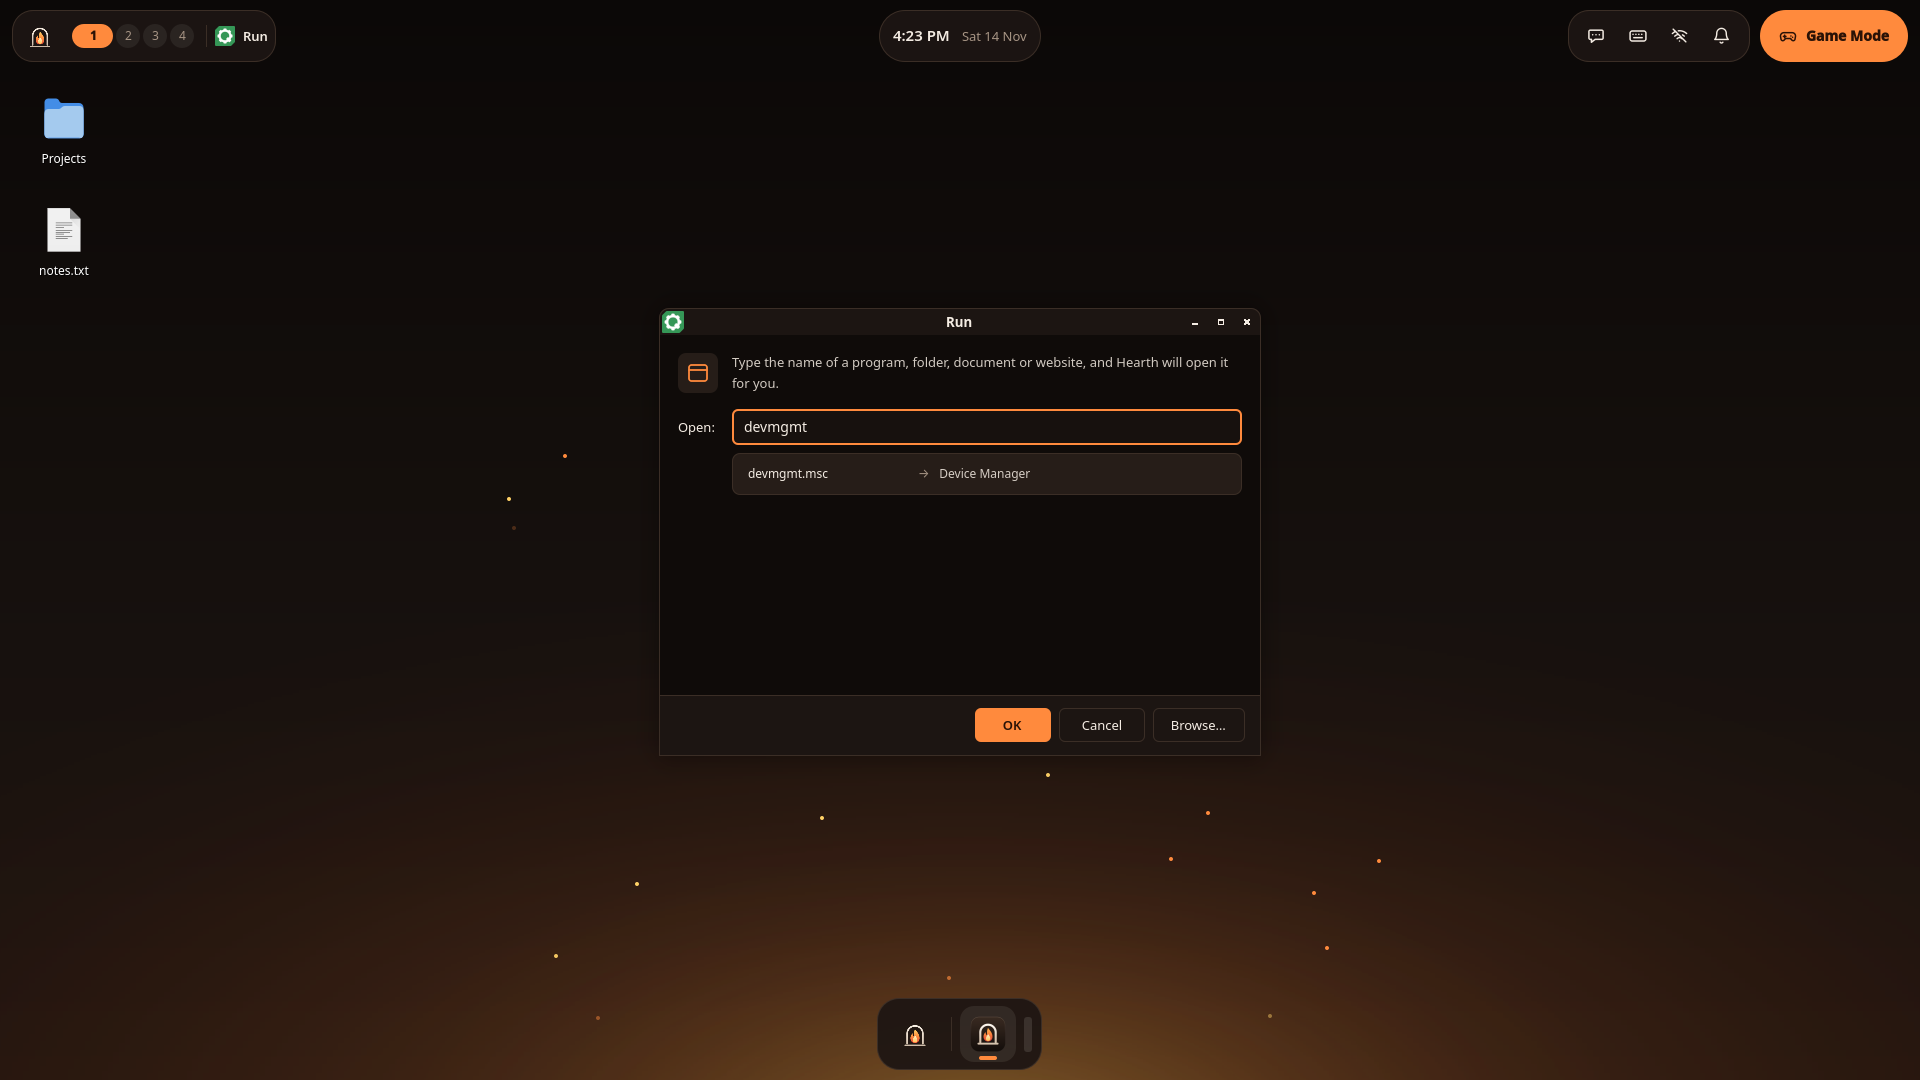 1 2 3 4 Run
4:23 PM Sat 14 Nov
Game Mode
Projects
notes.txt
Run
Type the name of a program, folder, document or website, and Hearth will open it
for you.
Open: devmgmt
devmgmt.msc → Device Manager
OK Cancel Browse...